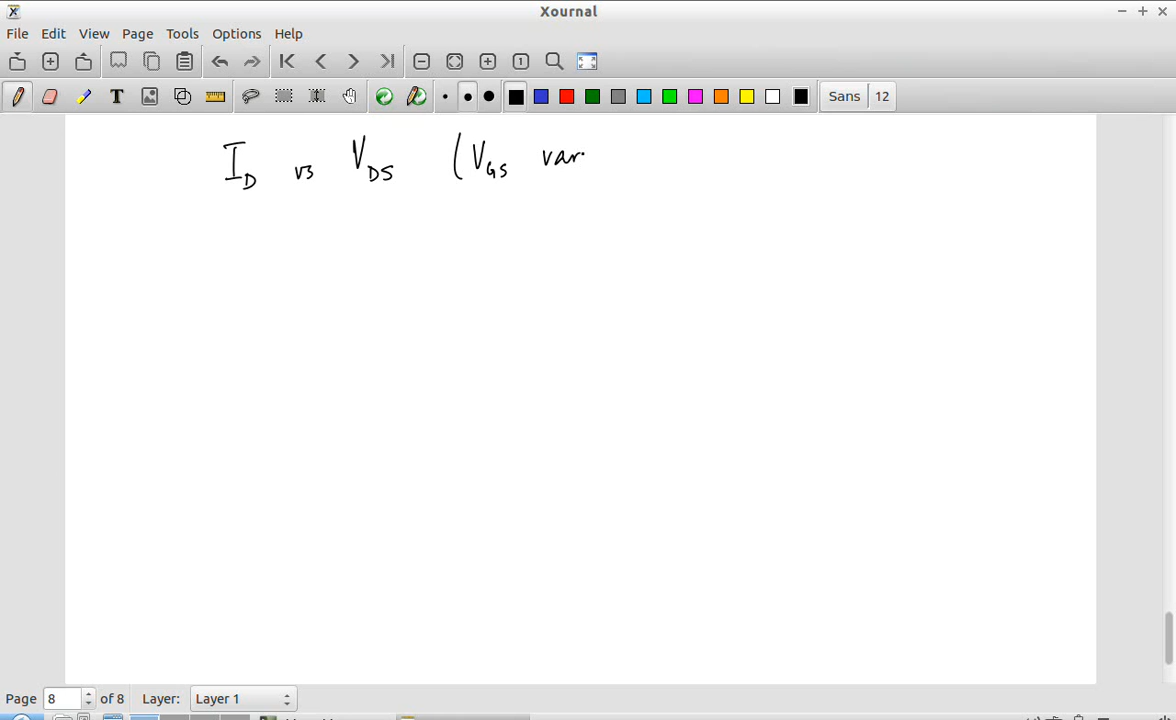 Xournal
File Edit View Page Tools Options Help
Sans 12
I_D vs V_DS (V_GS var
Page 8 of 8 Layer: Layer 1